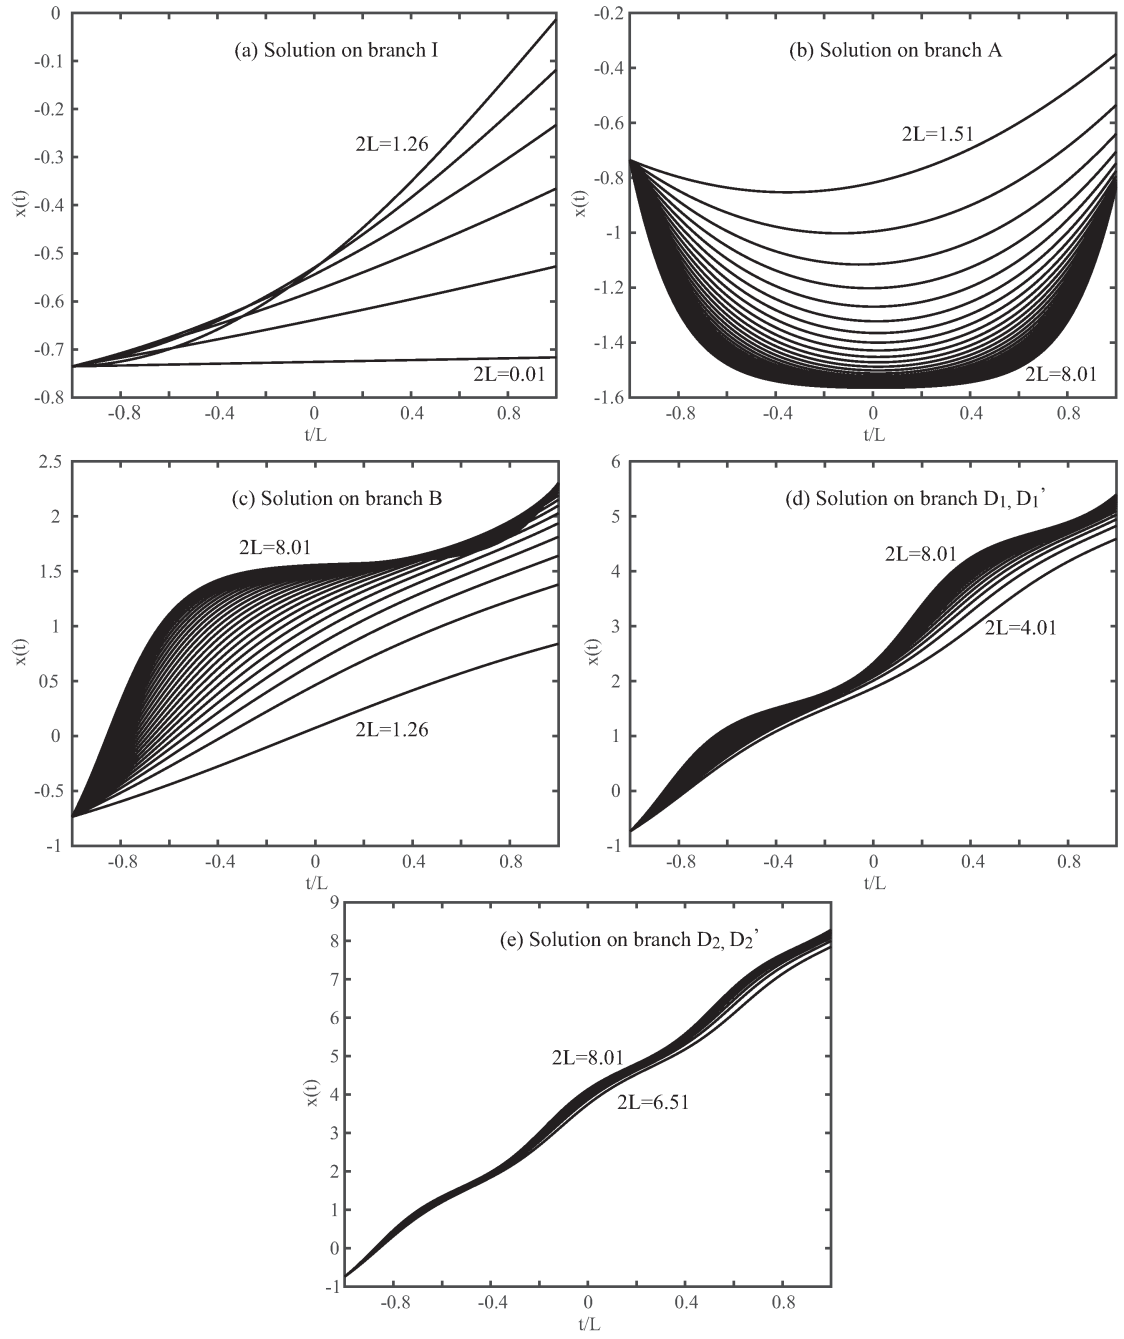 (a) Solution on branch I
2L=1.26
2L=0.01
x(t)
0
-0.1
-0.2
-0.3
-0.4
-0.5
-0.6
-0.7
-0.8
-0.8 -0.4 0 0.4 0.8
t/L
(b) Solution on branch A
2L=1.51
2L=8.01
x(t)
-0.2
-0.4
-0.6
-0.8
-1
-1.2
-1.4
-1.6
-0.8 -0.4 0 0.4 0.8
t/L
(c) Solution on branch B
2L=8.01
2L=1.26
x(t)
2.5
2
1.5
1
05
0
-0.5
-1
-0.8 -0.4 0 0.4 0.8
t/L
(d) Solution on branch D1, D1’
2L=8.01
2L=4.01
x(t)
6
5
4
3
2
1
0
-1
-0.8 -0.4 0 0.4 0.8
t/L
(e) Solution on branch D2, D2’
2L=8.01
2L=6.51
x(t)
9
8
7
6
5
4
3
2
1
0
-1
-0.8 -0.4 0 0.4 0.8
t/L